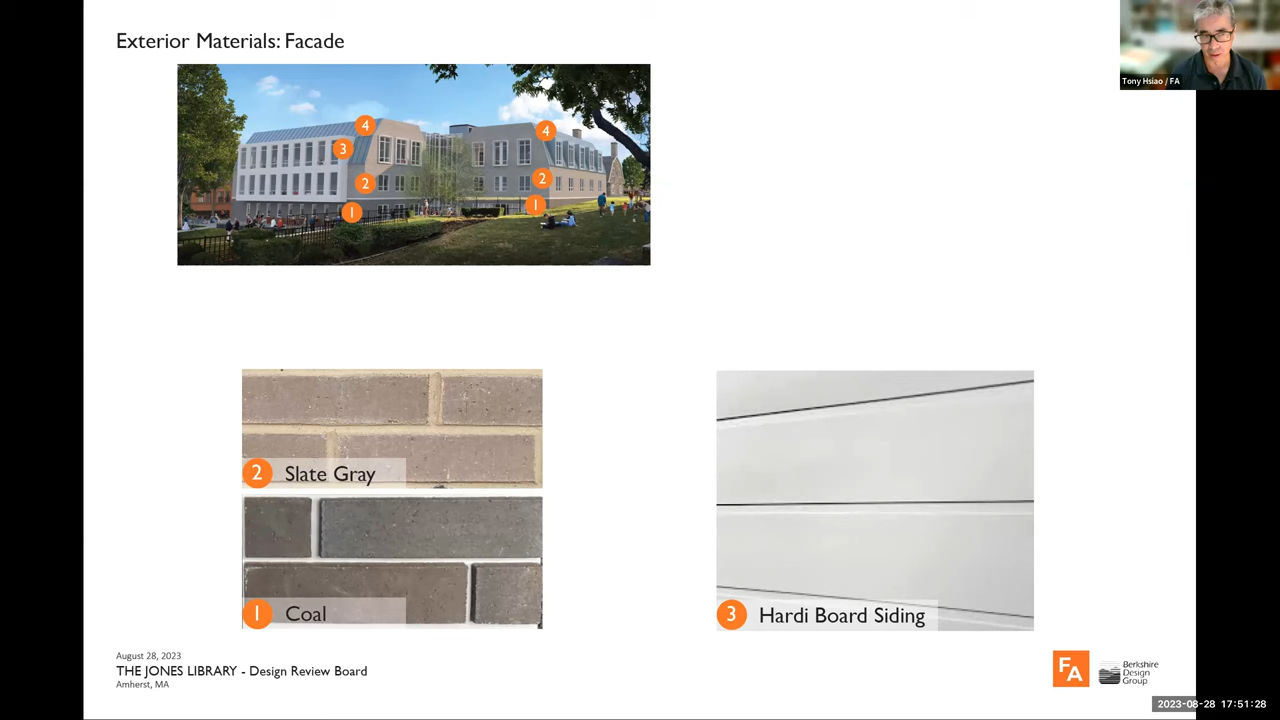 Exterior Materials: Facade
Tony Hsiao / FA
4
4
3
2
2
1
1
2 Slate Gray
1 Coal
3 Hardi Board Siding
August 28, 2023
THE JONES LIBRARY - Design Review Board
Amherst, MA
FA
Berkshire
Design
Group
2023-08-28 17:51:28